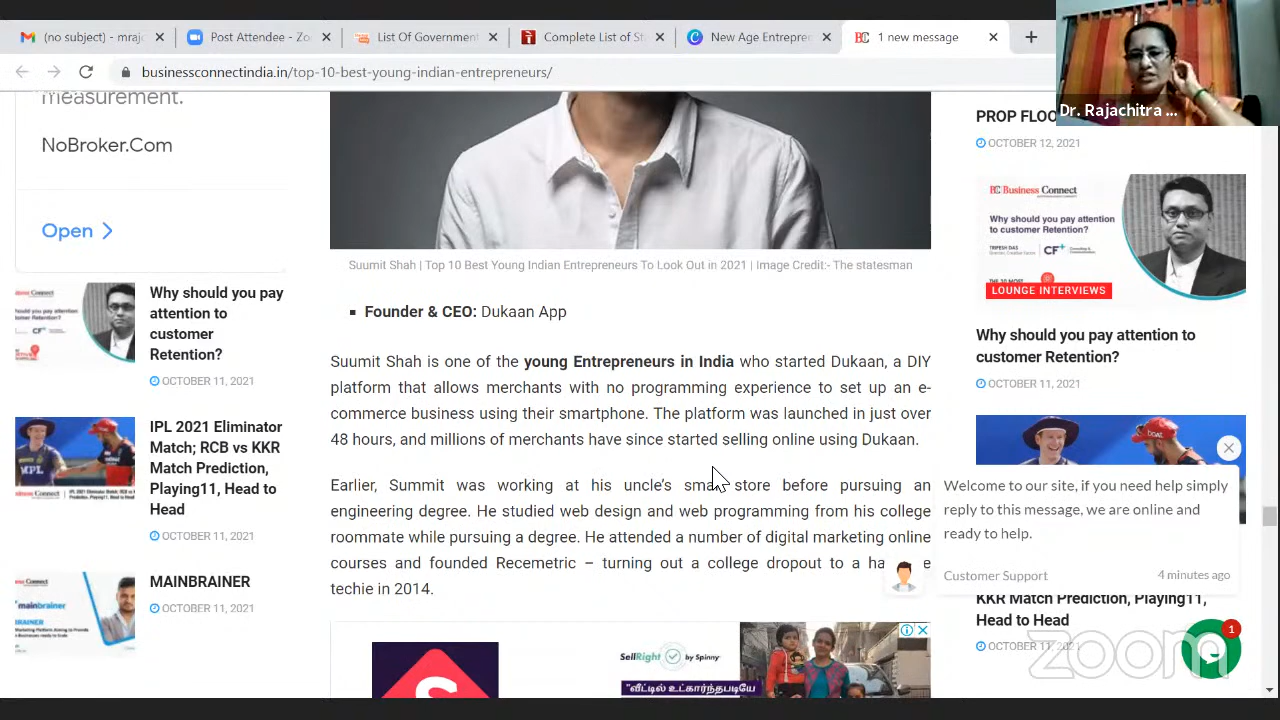 (no subject) - mraj
Post Attendee - Zo
List Of Government
Complete List of St
New Age Entrepre
1 new message
businessconnectindia.in/top-10-best-young-indian-entrepreneurs/
Dr. Rajachitra ...
measurement.
NoBroker.Com
Open
Why should you pay
attention to
customer
Retention?
OCTOBER 11, 2021
IPL 2021 Eliminator
Match; RCB vs KKR
Match Prediction,
Playing11, Head to
Head
OCTOBER 11, 2021
MAINBRAINER
OCTOBER 11, 2021
Suumit Shah | Top 10 Best Young Indian Entrepreneurs To Look Out in 2021 | Image Credit:- The statesman
Founder & CEO: Dukaan App
Suumit Shah is one of the young Entrepreneurs in India who started Dukaan, a DIY
platform that allows merchants with no programming experience to set up an e-
commerce business using their smartphone. The platform was launched in just over
48 hours, and millions of merchants have since started selling online using Dukaan.
Earlier, Summit was working at his uncle's pursuing an
engineering degree. He studied web design and web programming from his college
roommate while pursuing a degree. He attended a number of digital marketing online
courses and founded Recemetric – turning out a college dropout to a
techie in 2014.
SellRight by Spinny
"வீட்டில் உட்கார்ந்தபடியே
PROP FLOO
OCTOBER 12, 2021
Business Connect
Why should you pay attention
to customer Retention?
TRIPESH DAS
CF
LOUNGE INTERVIEWS
Why should you pay attention to
customer Retention?
OCTOBER 11, 2021
Welcome to our site, if you need help simply
reply to this message, we are online and
ready to help.
Customer Support
4 minutes ago
KKR Match Prediction, Playing11,
Head to Head
OCTOBER 11, 2021
1
zoom